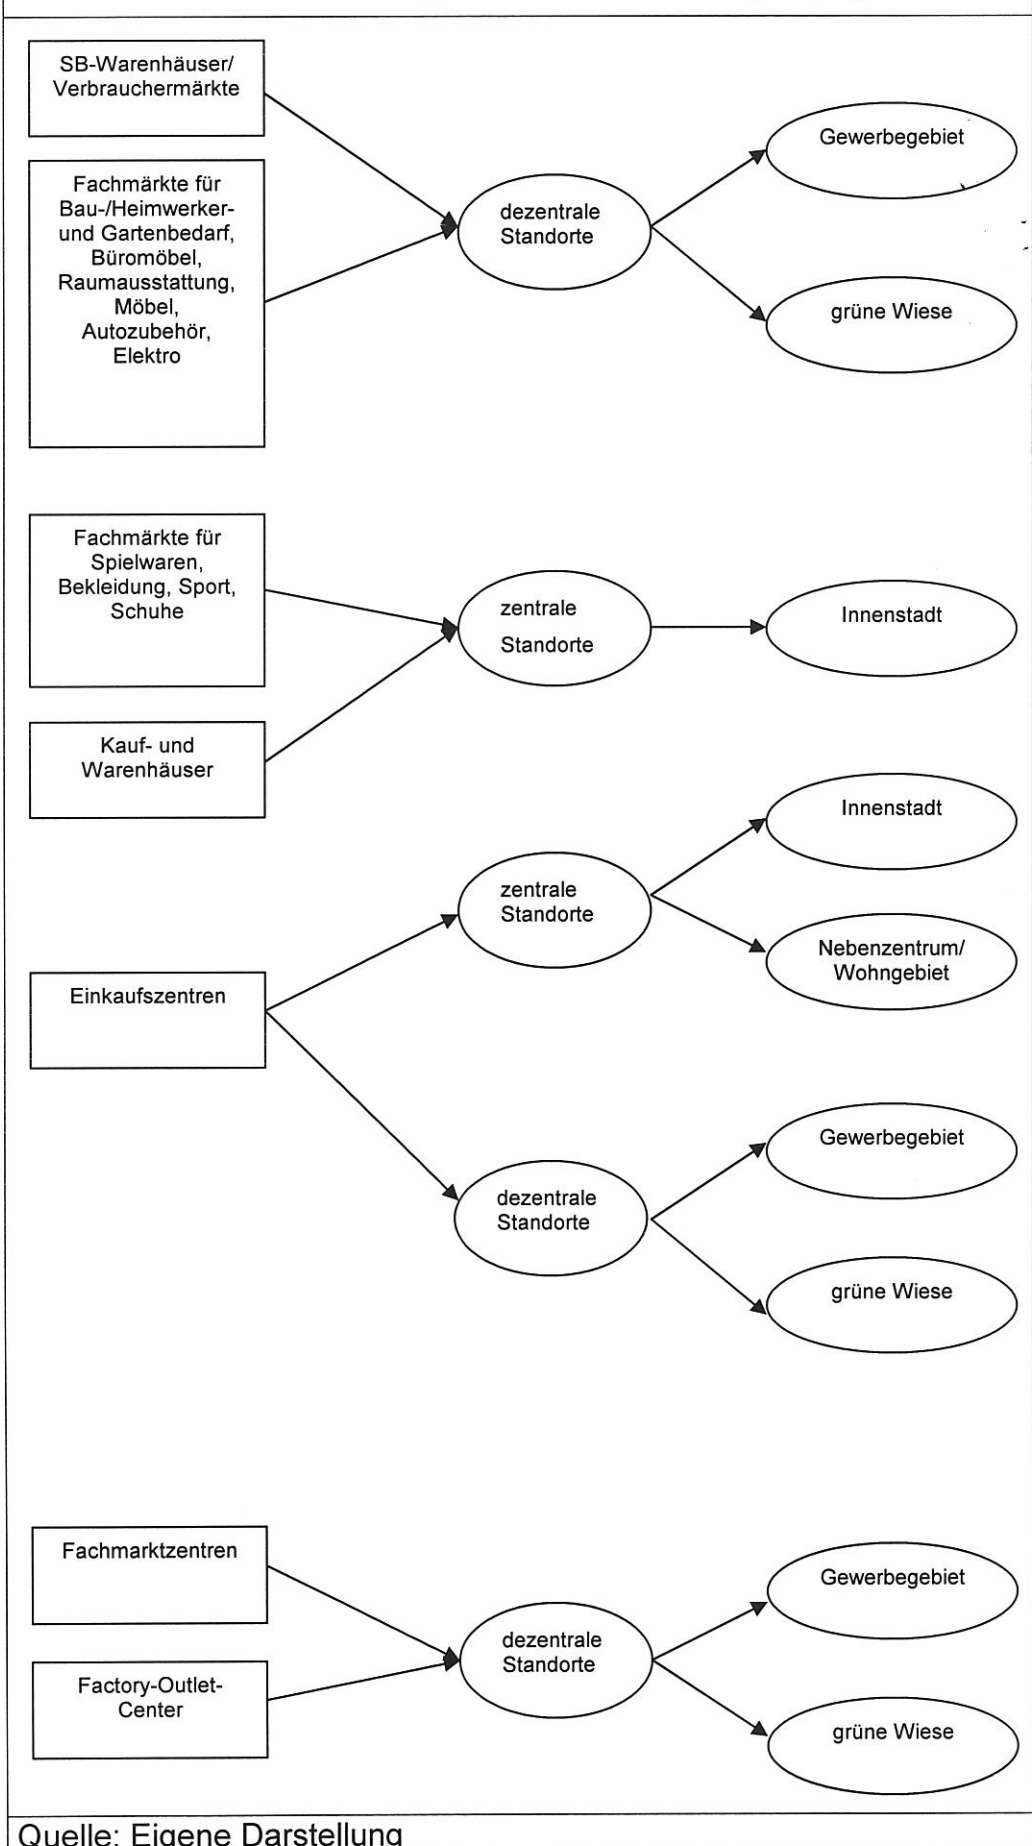 SB-Warenhäuser/
Verbrauchermärkte
Fachmärkte für
Bau-/Heimwerker-
und Gartenbedarf,
Büromöbel,
Raumausstattung,
Möbel,
Autozubehör,
Elektro
dezentrale
Standorte
Gewerbegebiet
grüne Wiese
Fachmärkte für
Spielwaren,
Bekleidung, Sport,
Schuhe
Kauf- und
Warenhäuser
zentrale
Standorte
Innenstadt
Einkaufszentren
zentrale
Standorte
Innenstadt
Nebenzentrum/
Wohngebiet
dezentrale
Standorte
Gewerbegebiet
grüne Wiese
Fachmarktzentren
Factory-Outlet-
Center
dezentrale
Standorte
Gewerbegebiet
grüne Wiese
Quelle: Eigene Darstellung